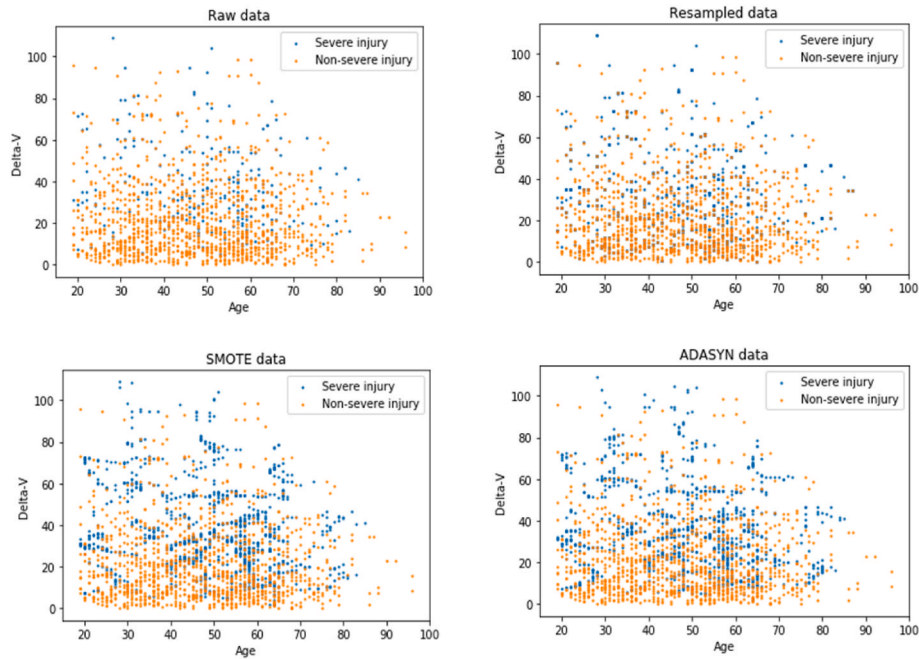 Raw data
Severe injury
Non-severe injury
Delta-V
100
80
60
40
20
0
20 30 40 50 60 70 80 90 100
Age
Resampled data
Severe injury
Non-severe injury
Delta-V
100
80
60
40
20
0
20 30 40 50 60 70 80 90 100
Age
SMOTE data
Severe injury
Non-severe injury
Delta-V
100
80
60
40
20
0
20 30 40 50 60 70 80 90 100
Age
ADASYN data
Severe injury
Non-severe injury
Delta-V
100
80
60
40
20
0
20 30 40 50 60 70 80 90 100
Age